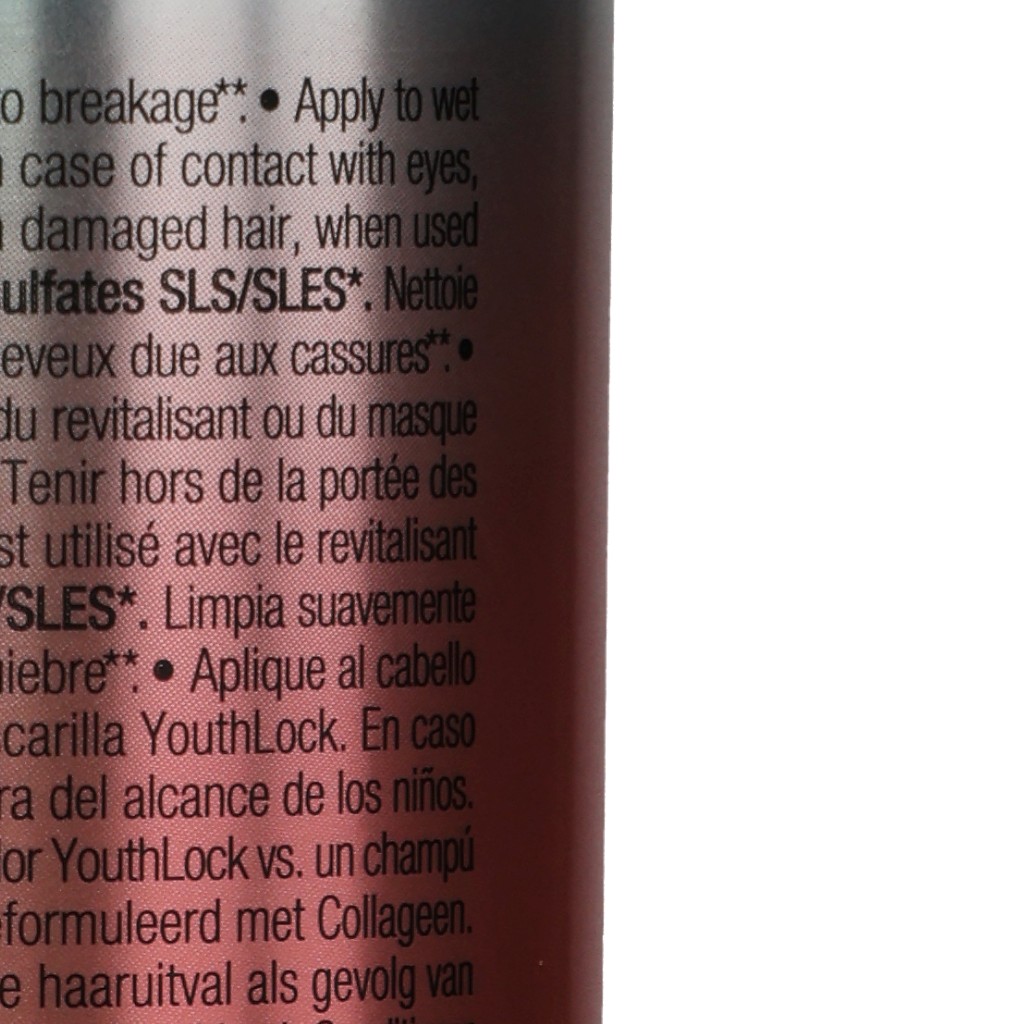 to breakage**. • Apply to wet
case of contact with eyes,
damaged hair, when used
ulfates SLS/SLES*. Nettoie
eveux due aux cassures**. •
du revitalisant ou du masque
Tenir hors de la portée des
st utilisé avec le revitalisant
/SLES*. Limpia suavemente
iebre**. • Aplique al cabello
carilla YouthLock. En caso
ra del alcance de los niños.
lor YouthLock vs. un champú
eformuleerd met Collageen.
e haaruitval als gevolg van